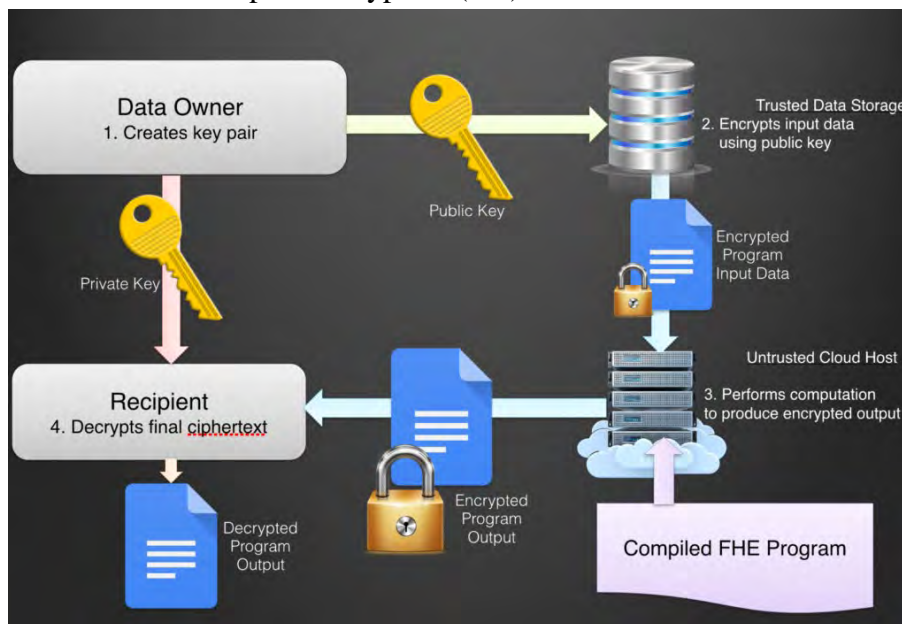 Data Owner
1. Creates key pair
Public Key
Trusted Data Storage
2. Encrypts input data
using public key
Private Key
Encrypted
Program
Input Data
Untrusted Cloud Host
3. Performs computation
to produce encrypted output
Recipient
4. Decrypts final ciphertext
Encrypted
Program
Output
Decrypted
Program
Output
Compiled FHE Program